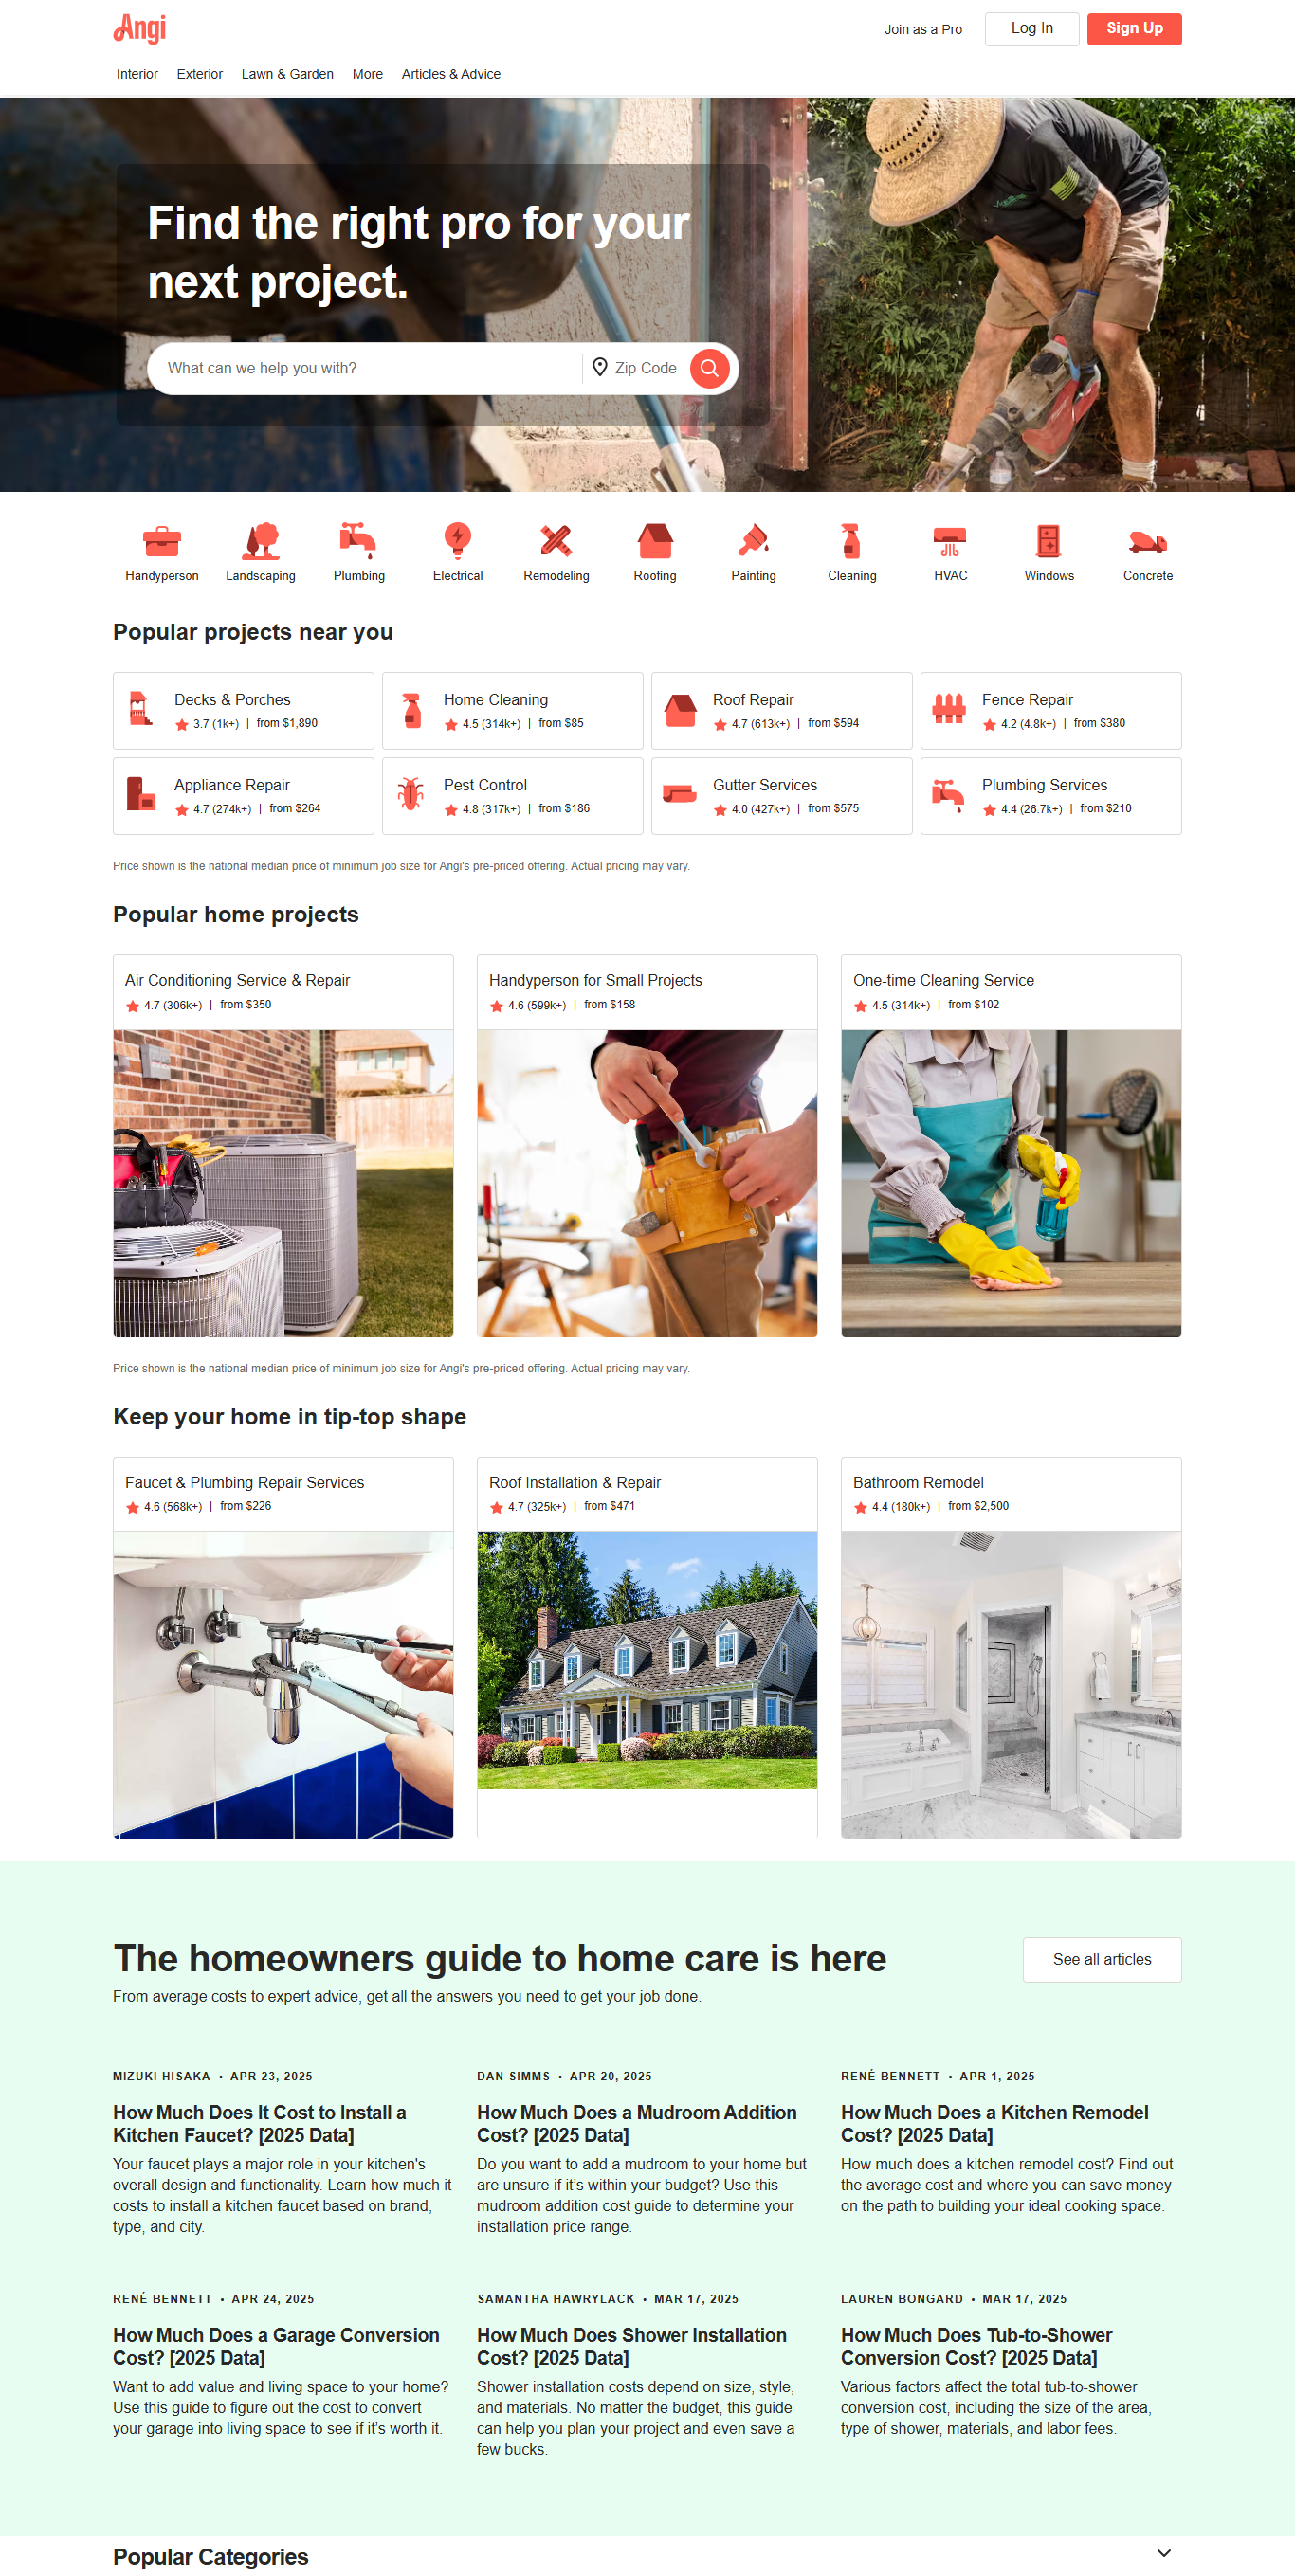 Angi
Join as a Pro
Log In
Sign Up
Interior
Exterior
Lawn & Garden
More
Articles & Advice
Find the right pro for your
next project.
What can we help you with?
Zip Code
Handyperson
Landscaping
Plumbing
Electrical
Remodeling
Roofing
Painting
Cleaning
HVAC
Windows
Concrete
Popular projects near you
Decks & Porches
3.7 (1k+) | from $1,890
Home Cleaning
4.5 (314k+) | from $85
Roof Repair
4.7 (613k+) | from $594
Fence Repair
4.2 (4.8k+) | from $380
Appliance Repair
4.7 (274k+) | from $264
Pest Control
4.8 (317k+) | from $186
Gutter Services
4.0 (427k+) | from $575
Plumbing Services
4.4 (26.7k+) | from $210
Price shown is the national median price of minimum job size for Angi's pre-priced offering. Actual pricing may vary.
Popular home projects
Air Conditioning Service & Repair
4.7 (306k+) | from $350
Handyperson for Small Projects
4.6 (599k+) | from $158
One-time Cleaning Service
4.5 (314k+) | from $102
Price shown is the national median price of minimum job size for Angi's pre-priced offering. Actual pricing may vary.
Keep your home in tip-top shape
Faucet & Plumbing Repair Services
4.6 (568k+) | from $226
Roof Installation & Repair
4.7 (325k+) | from $471
Bathroom Remodel
4.4 (180k+) | from $2,500
The homeowners guide to home care is here
See all articles
From average costs to expert advice, get all the answers you need to get your job done.
MIZUKI HISAKA • APR 23, 2025
How Much Does It Cost to Install a
Kitchen Faucet? [2025 Data]
Your faucet plays a major role in your kitchen's
overall design and functionality. Learn how much it
costs to install a kitchen faucet based on brand,
type, and city.
DAN SIMMS • APR 20, 2025
How Much Does a Mudroom Addition
Cost? [2025 Data]
Do you want to add a mudroom to your home but
are unsure if it’s within your budget? Use this
mudroom addition cost guide to determine your
installation price range.
RENÉ BENNETT • APR 1, 2025
How Much Does a Kitchen Remodel
Cost? [2025 Data]
How much does a kitchen remodel cost? Find out
the average cost and where you can save money
on the path to building your ideal cooking space.
RENÉ BENNETT • APR 24, 2025
How Much Does a Garage Conversion
Cost? [2025 Data]
Want to add value and living space to your home?
Use this guide to figure out the cost to convert
your garage into living space to see if it’s worth it.
SAMANTHA HAWRYLACK • MAR 17, 2025
How Much Does Shower Installation
Cost? [2025 Data]
Shower installation costs depend on size, style,
and materials. No matter the budget, this guide
can help you plan your project and even save a
few bucks.
LAUREN BONGARD • MAR 17, 2025
How Much Does Tub-to-Shower
Conversion Cost? [2025 Data]
Various factors affect the total tub-to-shower
conversion cost, including the size of the area,
type of shower, materials, and labor fees.
Popular Categories